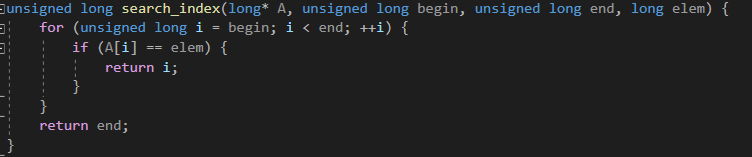 unsigned long search_index(long* A, unsigned long begin, unsigned long end, long elem) {
    for (unsigned long i = begin; i < end; ++i) {
        if (A[i] == elem) {
            return i;
        }
    }
    return end;
}